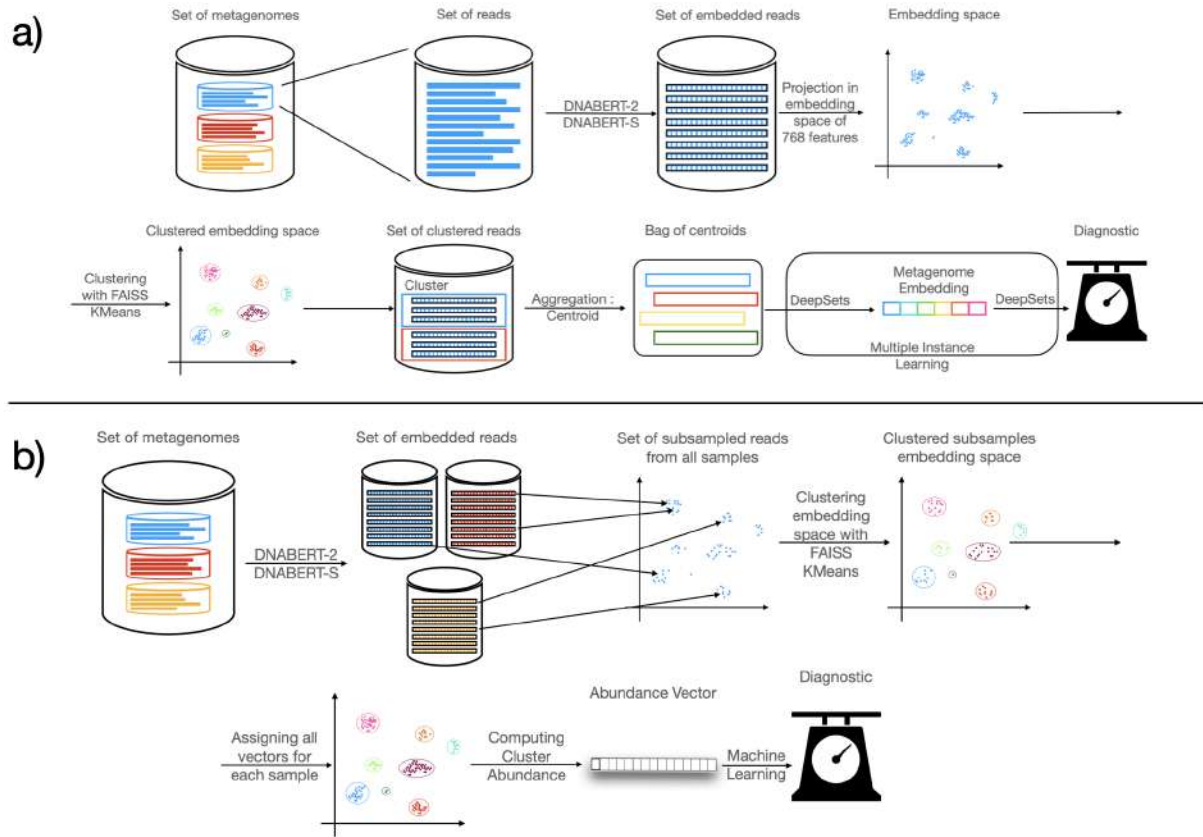 a)
Set of metagenomes
Set of reads
Set of embedded reads
Embedding space
DNABERT-2
DNABERT-S
Projection in
embedding
space of
768 features
Clustered embedding space
Set of clustered reads
Bag of centroids
Diagnostic
Clustering
with FAISS
KMeans
Cluster
Aggregation :
Centroid
DeepSets
Metagenome
Embedding
DeepSets
Multiple Instance
Learning
b)
Set of metagenomes
Set of embedded reads
Set of subsampled reads
from all samples
Clustered subsamples
embedding space
DNABERT-2
DNABERT-S
Clustering
embedding
space with
FAISS
KMeans
Assigning all
vectors for
each sample
Computing
Cluster
Abundance
Abundance Vector
Machine
Learning
Diagnostic